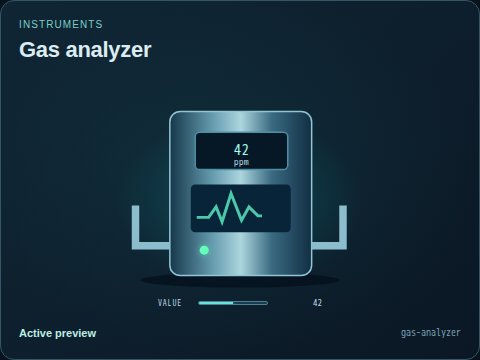 INSTRUMENTS
Gas analyzer
42
ppm
VALUE 42
Active preview
gas-analyzer